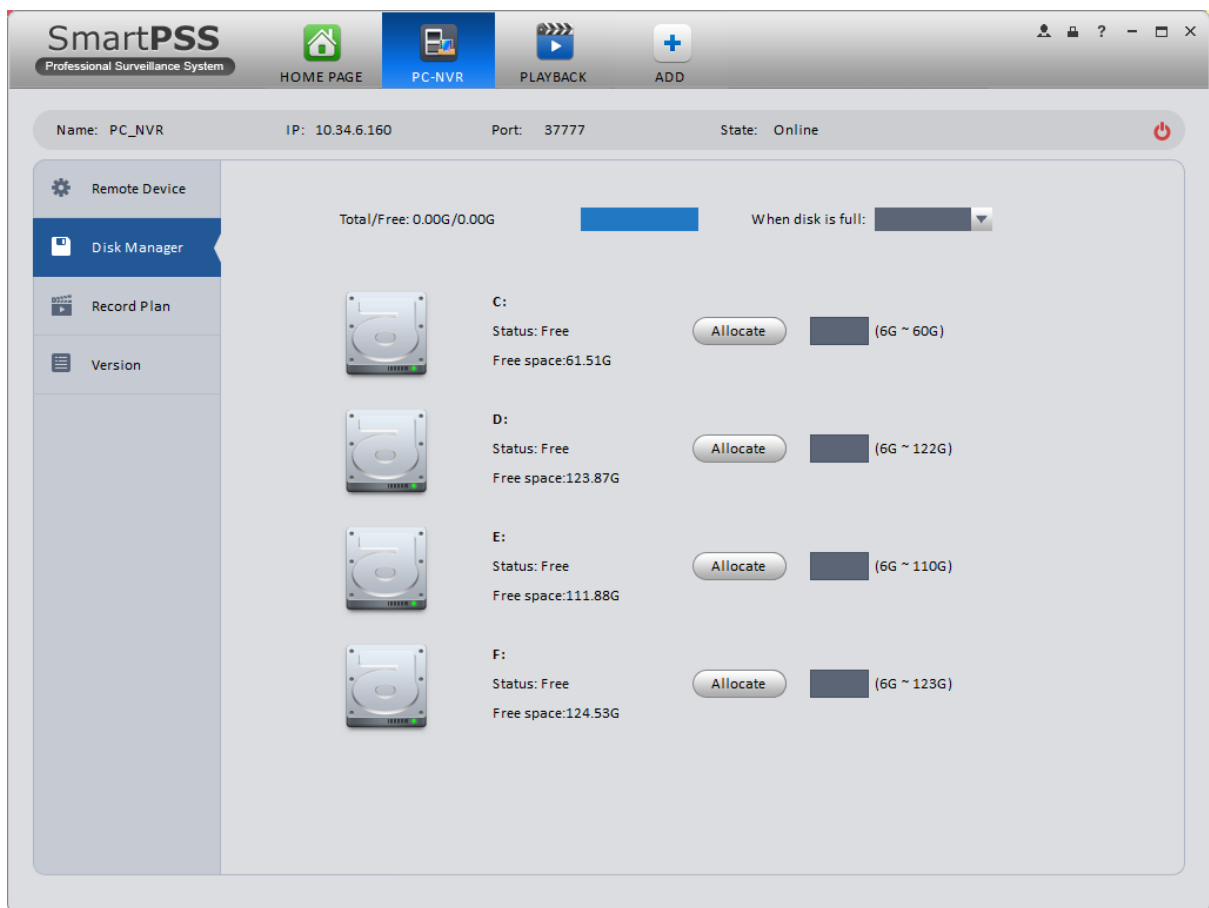 SmartPSS
Professional Surveillance System
HOME PAGE
PC-NVR
PLAYBACK
ADD
?
Name: PC_NVR IP: 10.34.6.160 Port: 37777 State: Online
Remote Device
Disk Manager
Record Plan
Version
Total/Free: 0.00G/0.00G When disk is full:
C:
Status: Free Allocate (6G ~ 60G)
Free space:61.51G
D:
Status: Free Allocate (6G ~ 122G)
Free space:123.87G
E:
Status: Free Allocate (6G ~ 110G)
Free space:111.88G
F:
Status: Free Allocate (6G ~ 123G)
Free space:124.53G